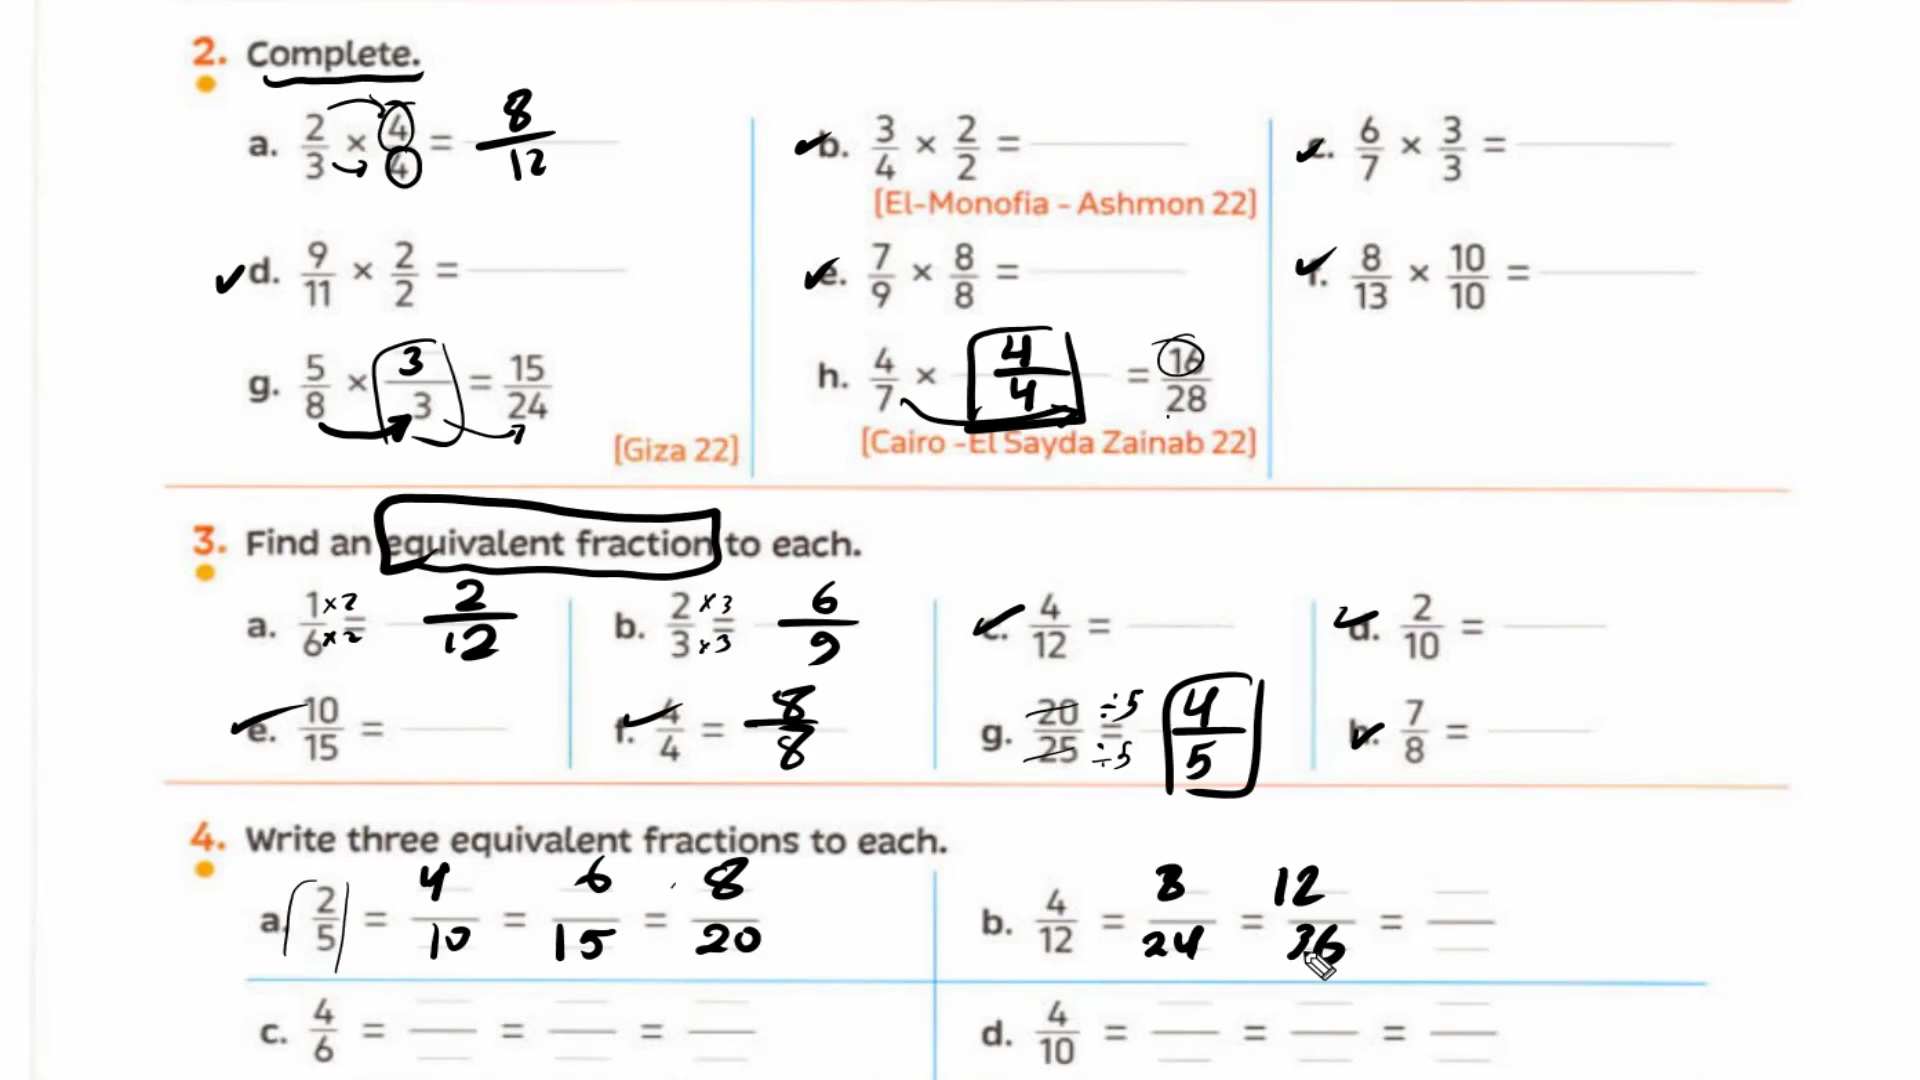 2. Complete.
a. 2/3 × 4/4 = 8/12
b. 3/4 × 2/2 =
c. 6/7 × 3/3 =
[El-Monofia - Ashmon 22]
d. 9/11 × 2/2 =
e. 7/9 × 8/8 =
f. 8/13 × 10/10 =
g. 5/8 × 3/3 = 15/24
[Giza 22]
h. 4/7 × 4/4 = 16/28
[Cairo -El Sayda Zainab 22]
3. Find an equivalent fraction to each.
a. 1/6 ×2/×2 = 2/12
b. 2/3 ×3/×3 = 6/9
c. 4/12 =
d. 2/10 =
e. 10/15 =
f. 4/4 = 8/8
g. 20/25 ÷5/÷5 = 4/5
h. 7/8 =
4. Write three equivalent fractions to each.
a. 2/5 = 4/10 = 6/15 = 8/20
b. 4/12 = 8/24 = 12/36 =
c. 4/6 = = =
d. 4/10 = = =